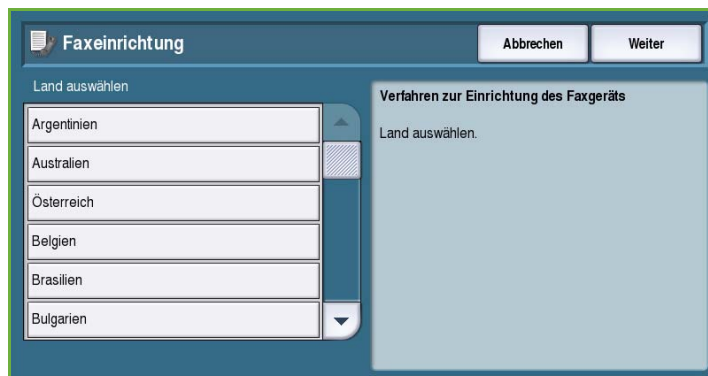 Faxeinrichtung
Abbrechen
Weiter
Land auswählen
Argentinien
Australien
Österreich
Belgien
Brasilien
Bulgarien
Verfahren zur Einrichtung des Faxgeräts
Land auswählen.